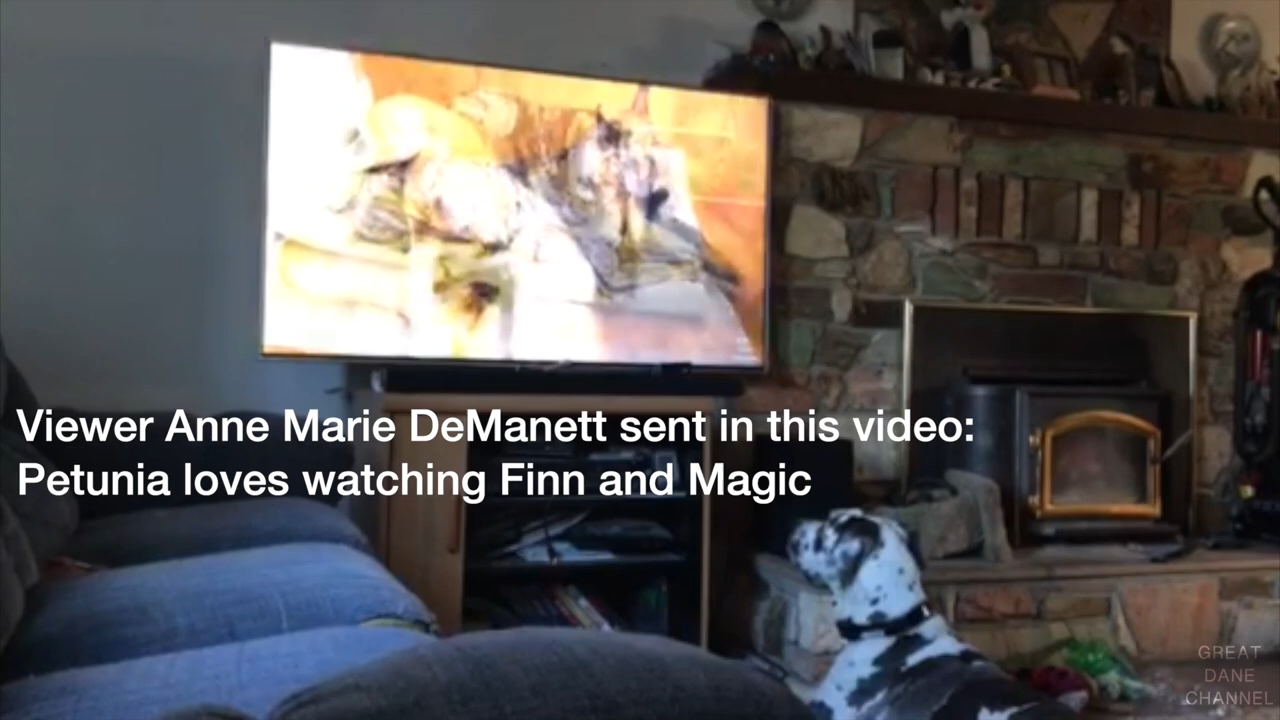 Viewer Anne Marie DeManett sent in this video:
Petunia loves watching Finn and Magic
GREAT
DANE
CHANNEL